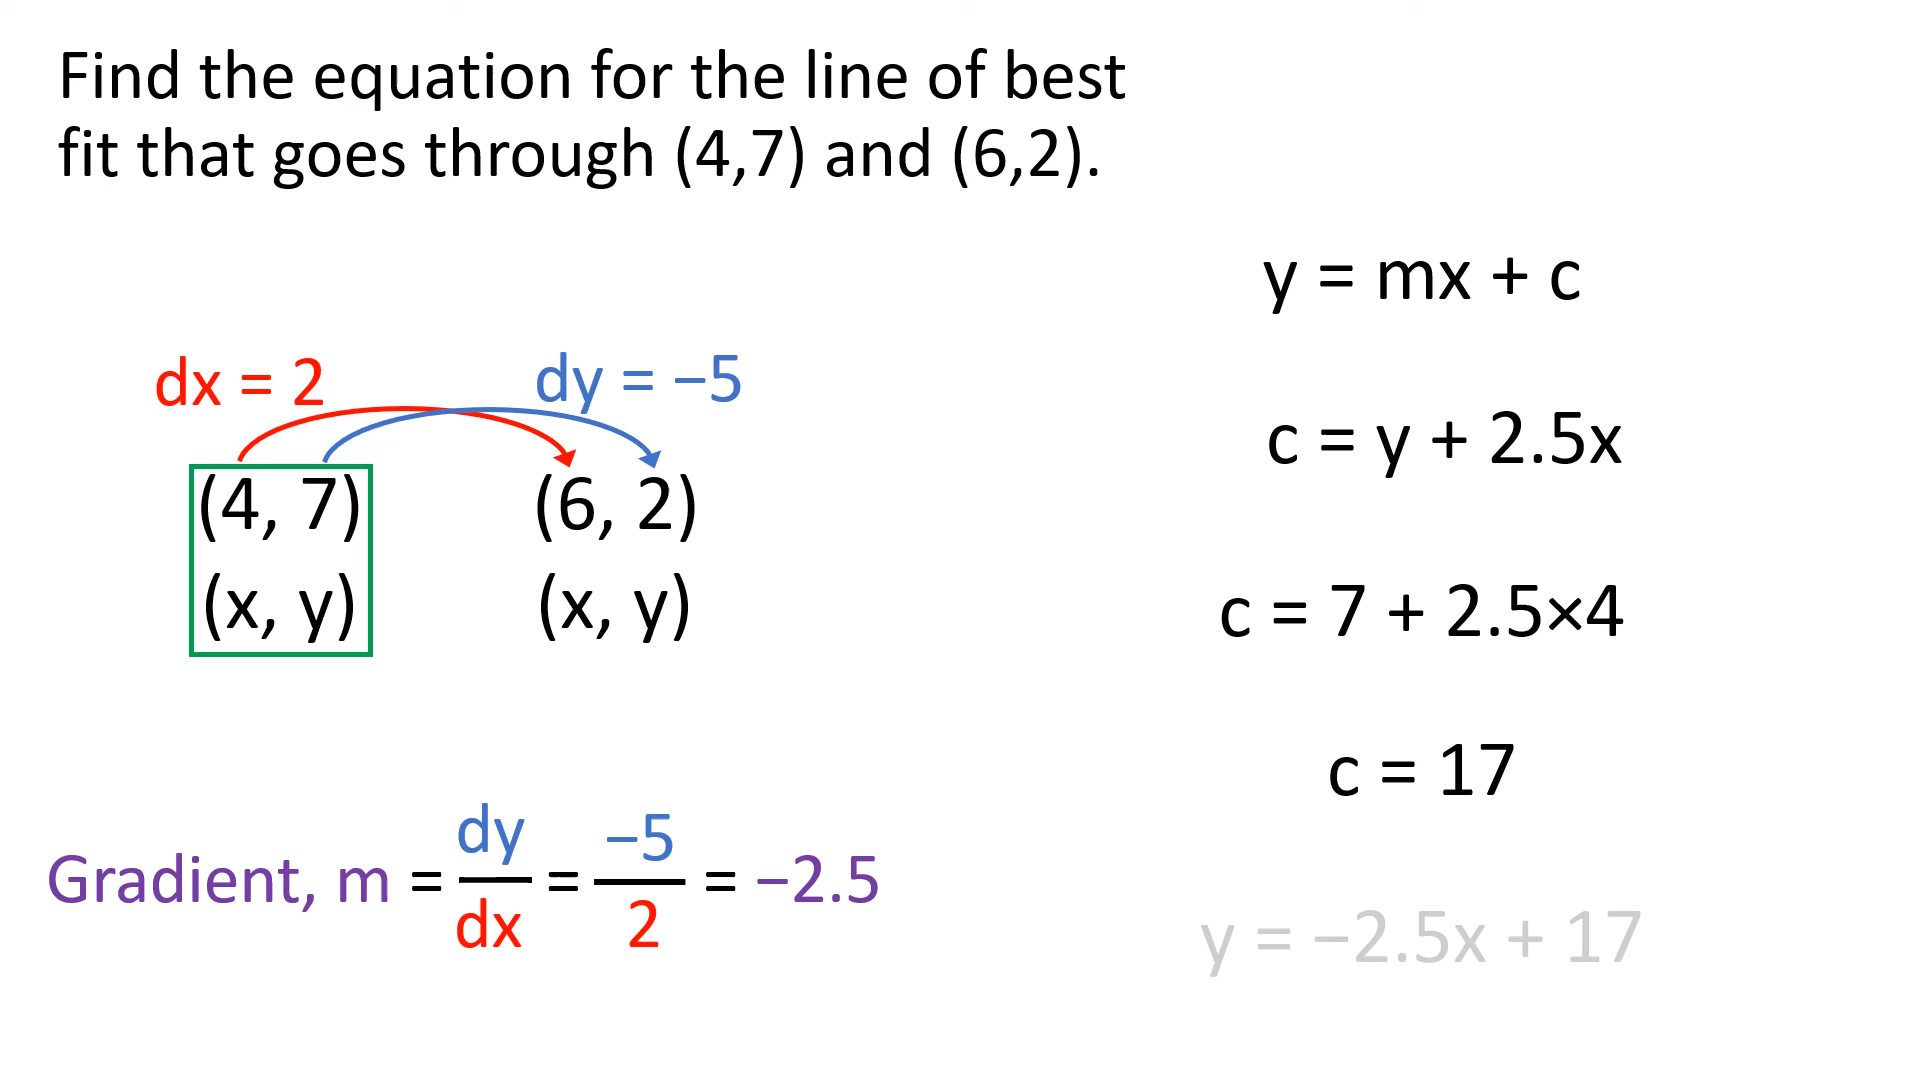 Find the equation for the line of best
fit that goes through (4,7) and (6,2).
dx = 2
dy = −5
(4, 7)
(6, 2)
(x, y)
(x, y)
Gradient, m = dy/dx = −5/2 = −2.5
y = mx + c
c = y + 2.5x
c = 7 + 2.5×4
c = 17
y = −2.5x + 17